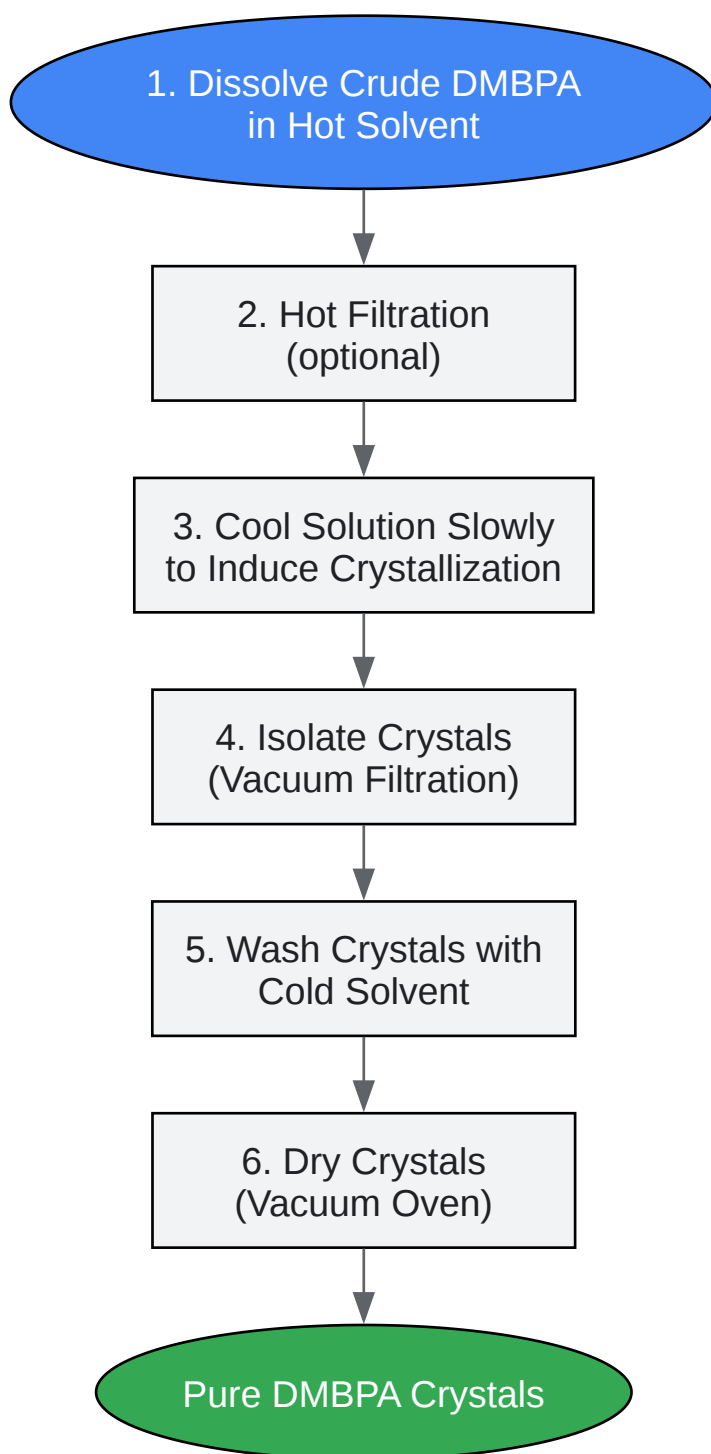 1. Dissolve Crude DMBPA
in Hot Solvent
2. Hot Filtration
(optional)
3. Cool Solution Slowly
to Induce Crystallization
4. Isolate Crystals
(Vacuum Filtration)
5. Wash Crystals with
Cold Solvent
6. Dry Crystals
(Vacuum Oven)
Pure DMBPA Crystals